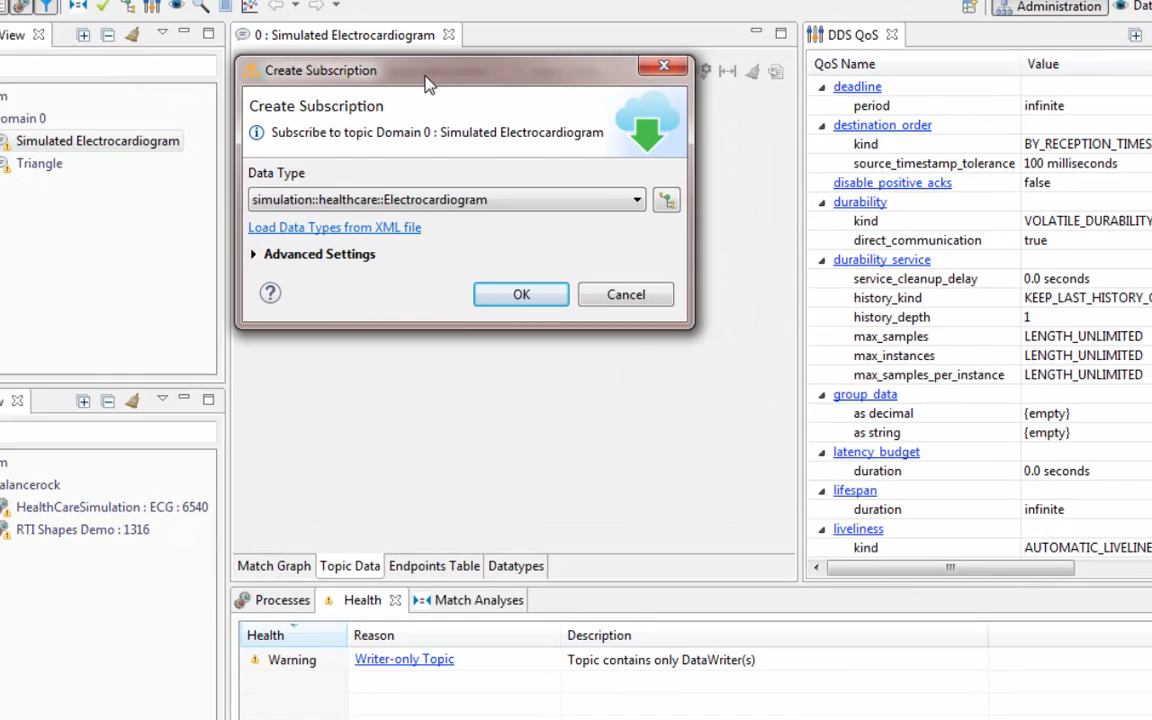 Administration
Dat
View
omain 0
Simulated Electrocardiogram
Triangle
alancerock
HealthCareSimulation : ECG : 6540
RTI Shapes Demo : 1316
0 : Simulated Electrocardiogram
Create Subscription
Create Subscription
Subscribe to topic Domain 0 : Simulated Electrocardiogram
Data Type
simulation::healthcare::Electrocardiogram
Load Data Types from XML file
Advanced Settings
?
OK
Cancel
Match Graph
Topic Data
Endpoints Table
Datatypes
Processes
Health
Match Analyses
Health
Reason
Description
Warning
Writer-only Topic
Topic contains only DataWriter(s)
DDS QoS
QoS Name
Value
deadline
period
infinite
destination_order
kind
BY_RECEPTION_TIMES
source_timestamp_tolerance
100 milliseconds
disable_positive_acks
false
durability
kind
VOLATILE_DURABILITY
direct_communication
true
durability_service
service_cleanup_delay
0.0 seconds
history_kind
KEEP_LAST_HISTORY_
history_depth
1
max_samples
LENGTH_UNLIMITED
max_instances
LENGTH_UNLIMITED
max_samples_per_instance
LENGTH_UNLIMITED
group_data
as decimal
{empty}
as string
{empty}
latency_budget
duration
0.0 seconds
lifespan
duration
infinite
liveliness
kind
AUTOMATIC_LIVELINE